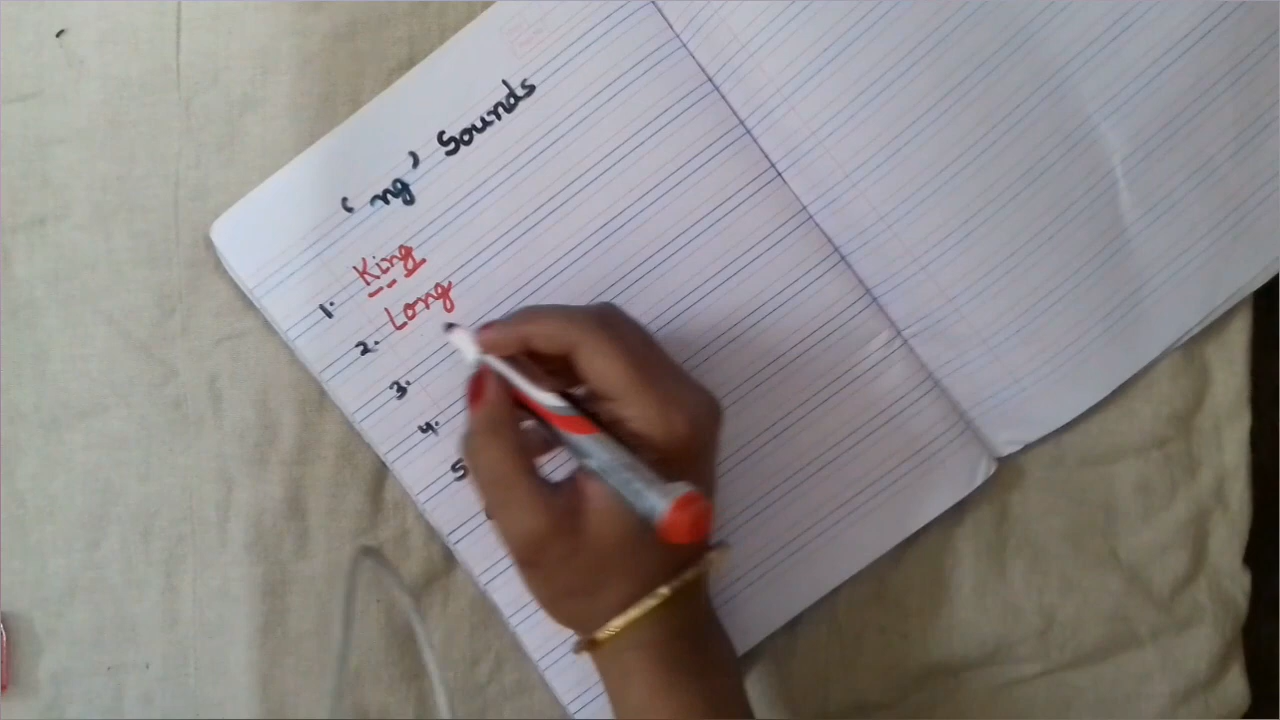 ‘ng’ Sounds
1. King
2. Long
3.
4.
5